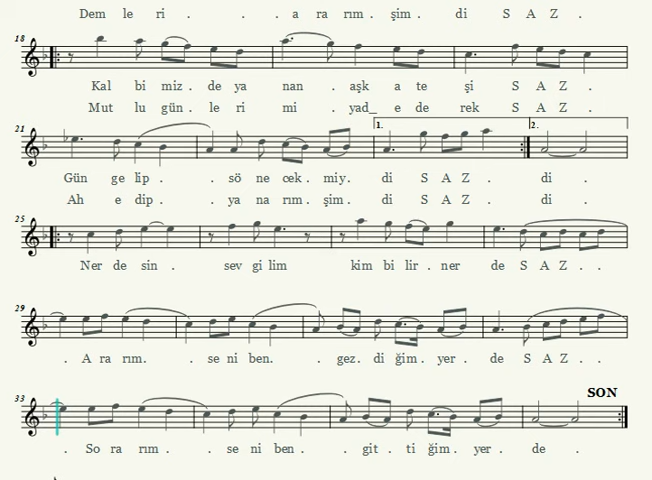 Dem le ri . . . a ra rım . şim . di S A Z .
18
Kal bi miz . de ya nan . aşk a te şi S A Z .
Mut lu gün . le ri mi . yad_ e de rek S A Z .
21 1. 2.
Gün ge lip . . sö ne cek . miy . di S A Z . di .
Ah e dip . . ya na rım . şim . di S A Z . di .
25
Ner de sin . sev gi lim kim bi lir . ner de S A Z . .
29
. A ra rım. . se ni ben. . gez. di ğim . yer . de S A Z . .
33 SON
. So ra rım . . se ni ben . . git . ti ğim . yer . de .